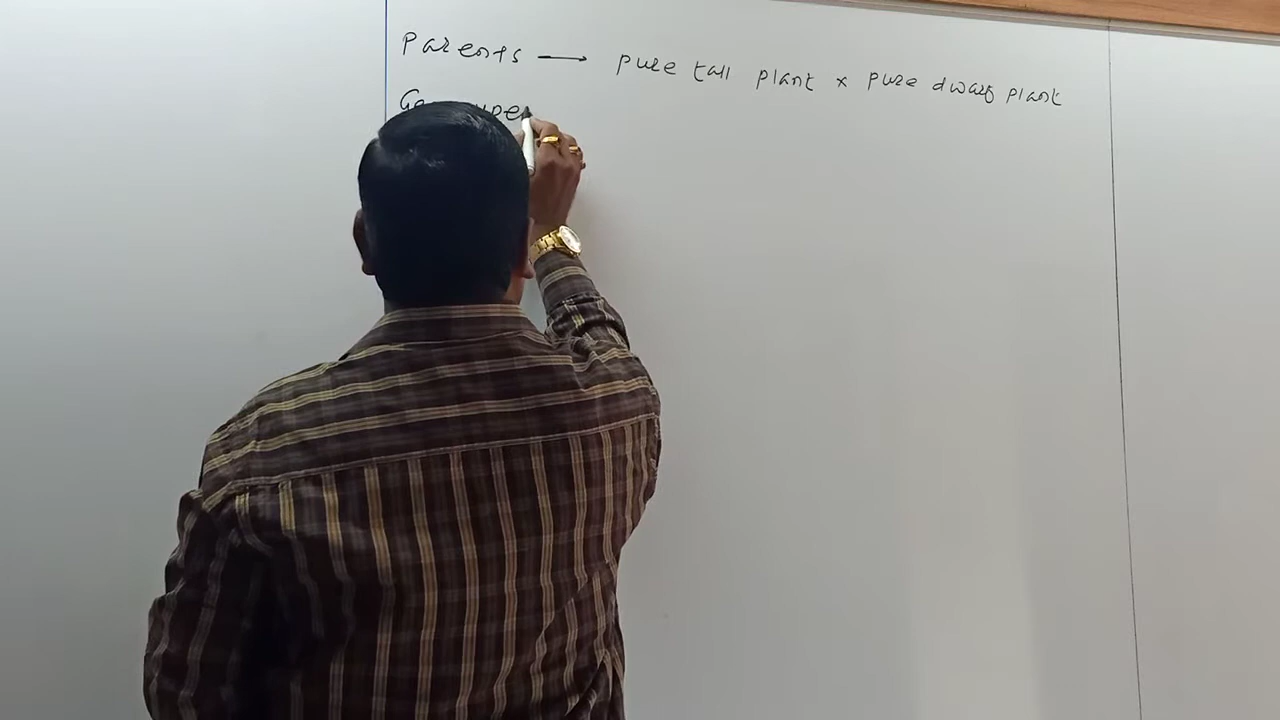 Parents → pure tall plant × pure dwarf plant